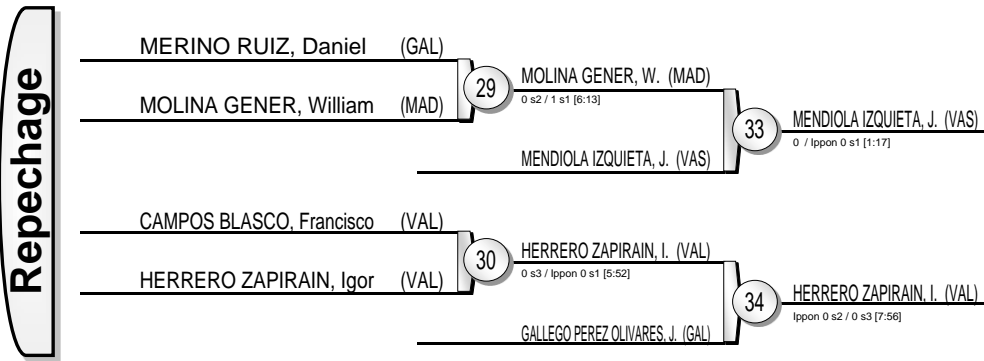 Repechage
MERINO RUIZ, Daniel (GAL)
MOLINA GENER, William (MAD)
29
MOLINA GENER, W. (MAD)
0 s2 / 1 s1 [6:13]
MENDIOLA IZQUIETA, J. (VAS)
33
MENDIOLA IZQUIETA, J. (VAS)
0 / Ippon 0 s1 [1:17]
CAMPOS BLASCO, Francisco (VAL)
HERRERO ZAPIRAIN, Igor (VAL)
30
HERRERO ZAPIRAIN, I. (VAL)
0 s3 / Ippon 0 s1 [5:52]
GALLEGO PEREZ OLIVARES, J. (GAL)
34
HERRERO ZAPIRAIN, I. (VAL)
Ippon 0 s2 / 0 s3 [7:56]